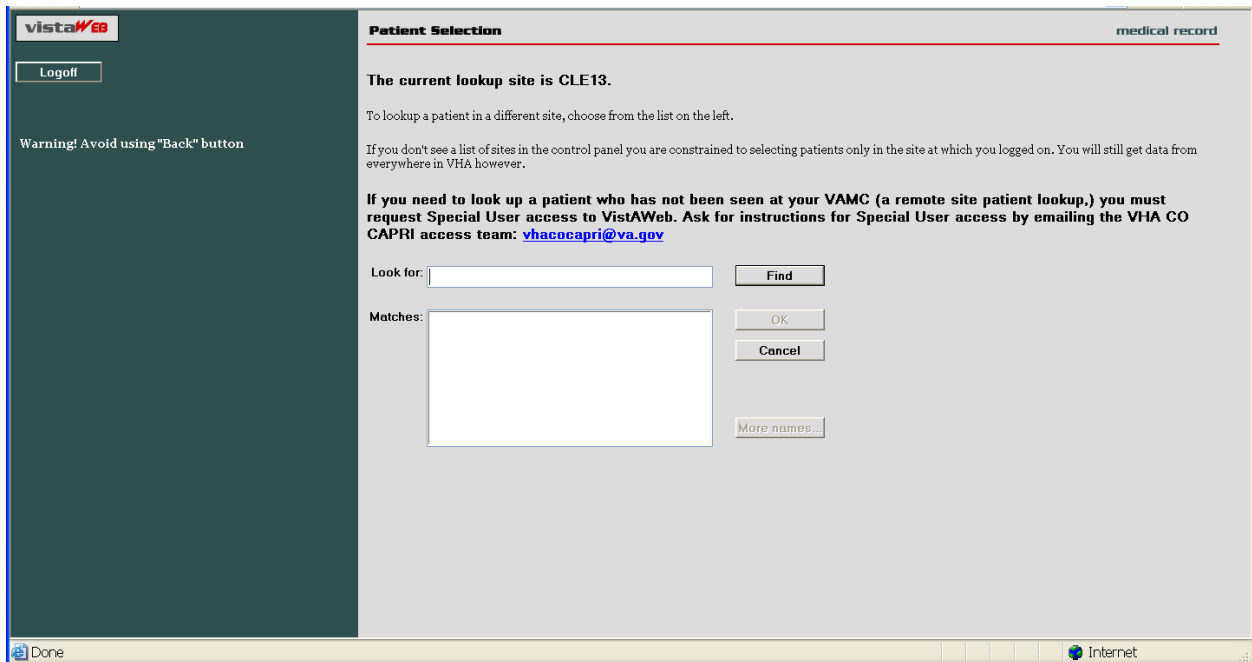 vistaWEB
Logoff
Warning! Avoid using "Back" button
Patient Selection
medical record
The current lookup site is CLE13.
To lookup a patient in a different site, choose from the list on the left.
If you don't see a list of sites in the control panel you are constrained to selecting patients only in the site at which you logged on. You will still get data from
everywhere in VHA however.
If you need to look up a patient who has not been seen at your VAMC (a remote site patient lookup,) you must
request Special User access to VistAWeb. Ask for instructions for Special User access by emailing the VHA CO
CAPRI access team: vhacocapri@va.gov
Look for:
Find
Matches:
OK
Cancel
More names...
Done
Internet